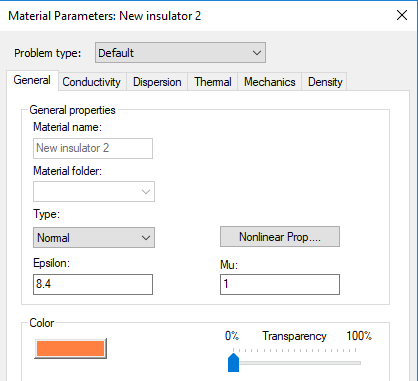 Material Parameters: New insulator 2
Problem type: Default
General Conductivity Dispersion Thermal Mechanics Density
General properties
Material name:
New insulator 2
Material folder:
Type:
Normal Nonlinear Prop....
Epsilon: Mu:
8.4 1
Color
0% Transparency 100%